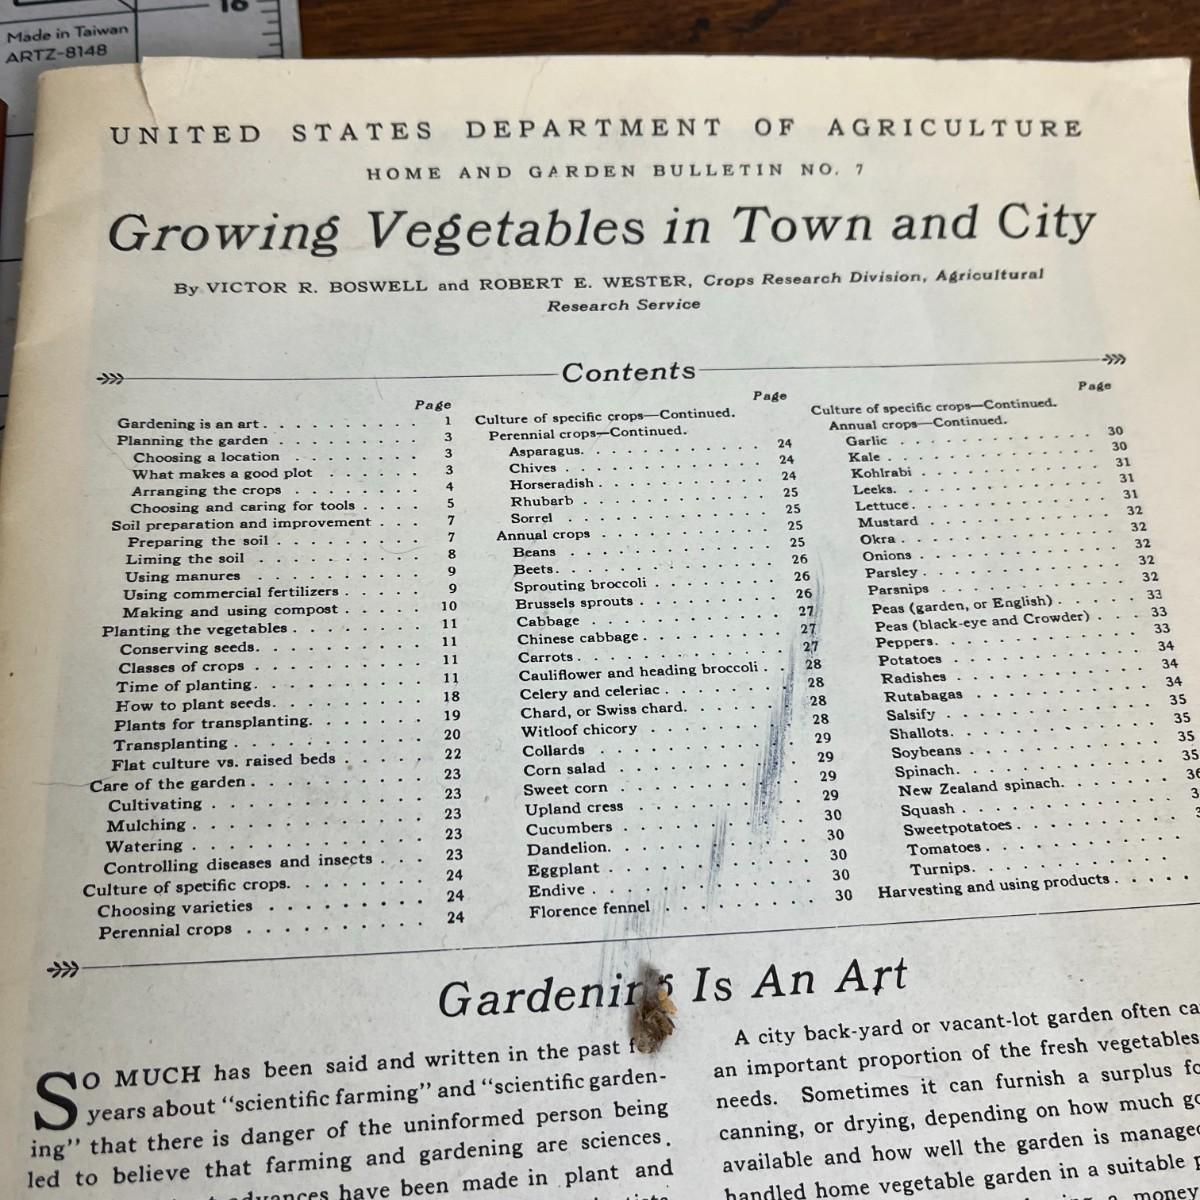 16
Made in Taiwan
ARTZ-8148
UNITED STATES DEPARTMENT OF AGRICULTURE
HOME AND GARDEN BULLETIN NO. 7
Growing Vegetables in Town and City
By VICTOR R. BOSWELL and ROBERT E. WESTER, Crops Research Division, Agricultural
Research Service
Contents
Page
Gardening is an art . . . . . . . . . . 1
Planning the garden . . . . . . . . . 3
Choosing a location . . . . . . . . 3
What makes a good plot . . . . . . 3
Arranging the crops . . . . . . . . 4
Choosing and caring for tools . . . . 5
Soil preparation and improvement . . . 7
Preparing the soil . . . . . . . . . 7
Liming the soil . . . . . . . . . . 8
Using manures . . . . . . . . . . 9
Using commercial fertilizers . . . . . 9
Making and using compost . . . . . 10
Planting the vegetables . . . . . . . . 11
Conserving seeds . . . . . . . . . 11
Classes of crops . . . . . . . . . . 11
Time of planting . . . . . . . . . 11
How to plant seeds . . . . . . . . 18
Plants for transplanting . . . . . . . 19
Transplanting . . . . . . . . . . . 20
Flat culture vs. raised beds . . . . . 22
Care of the garden . . . . . . . . . . 23
Cultivating . . . . . . . . . . . . 23
Mulching . . . . . . . . . . . . . 23
Watering . . . . . . . . . . . . . 23
Controlling diseases and insects . . . 23
Culture of specific crops . . . . . . . . 24
Choosing varieties . . . . . . . . . 24
Perennial crops . . . . . . . . . . 24
Page
Culture of specific crops—Continued.
Perennial crops—Continued.
Asparagus . . . . . . . . . . . 24
Chives . . . . . . . . . . . . 24
Horseradish . . . . . . . . . . 24
Rhubarb . . . . . . . . . . . 25
Sorrel . . . . . . . . . . . . 25
Annual crops . . . . . . . . . . 25
Beans . . . . . . . . . . . . 25
Beets . . . . . . . . . . . . 26
Sprouting broccoli . . . . . . . 26
Brussels sprouts . . . . . . . . 26
Cabbage . . . . . . . . . . . 27
Chinese cabbage . . . . . . . . 27
Carrots . . . . . . . . . . . . 27
Cauliflower and heading broccoli . . 28
Celery and celeriac . . . . . . . 28
Chard, or Swiss chard . . . . . . 28
Witloof chicory . . . . . . . . 28
Collards . . . . . . . . . . . 29
Corn salad . . . . . . . . . . 29
Sweet corn . . . . . . . . . . 29
Upland cress . . . . . . . . . 29
Cucumbers . . . . . . . . . . 30
Dandelion . . . . . . . . . . 30
Eggplant . . . . . . . . . . . 30
Endive . . . . . . . . . . . . 30
Florence fennel . . . . . . . . 30
Page
Culture of specific crops—Continued.
Annual crops—Continued.
Garlic . . . . . . . . . . . . 30
Kale . . . . . . . . . . . . . 30
Kohlrabi . . . . . . . . . . . 31
Leeks . . . . . . . . . . . . 31
Lettuce . . . . . . . . . . . . 31
Mustard . . . . . . . . . . . 32
Okra . . . . . . . . . . . . . 32
Onions . . . . . . . . . . . . 32
Parsley . . . . . . . . . . . . 32
Parsnips . . . . . . . . . . . 32
Peas (garden, or English) . . . . . 33
Peas (black-eye and Crowder) . . . 33
Peppers . . . . . . . . . . . . 33
Potatoes . . . . . . . . . . . 34
Radishes . . . . . . . . . . . 34
Rutabagas . . . . . . . . . . . 34
Salsify . . . . . . . . . . . . 35
Shallots . . . . . . . . . . . . 35
Soybeans . . . . . . . . . . . 35
Spinach . . . . . . . . . . . . 35
New Zealand spinach . . . . . .
Squash . . . . . . . . . . . .
Sweetpotatoes . . . . . . . . .
Tomatoes . . . . . . . . . . .
Turnips . . . . . . . . . . . .
Harvesting and using products . . . . .
Gardening Is An Art
SO MUCH has been said and written in the past
years about "scientific farming" and "scientific garden-
ing" that there is danger of the uninformed person being
led to believe that farming and gardening are sciences.
advances have been made in plant and
A city back-yard or vacant-lot garden often
an important proportion of the fresh vegetables
needs. Sometimes it can furnish a surplus
canning, or drying, depending on how much
available and how well the garden is managed
handled home vegetable garden in a suitable
money